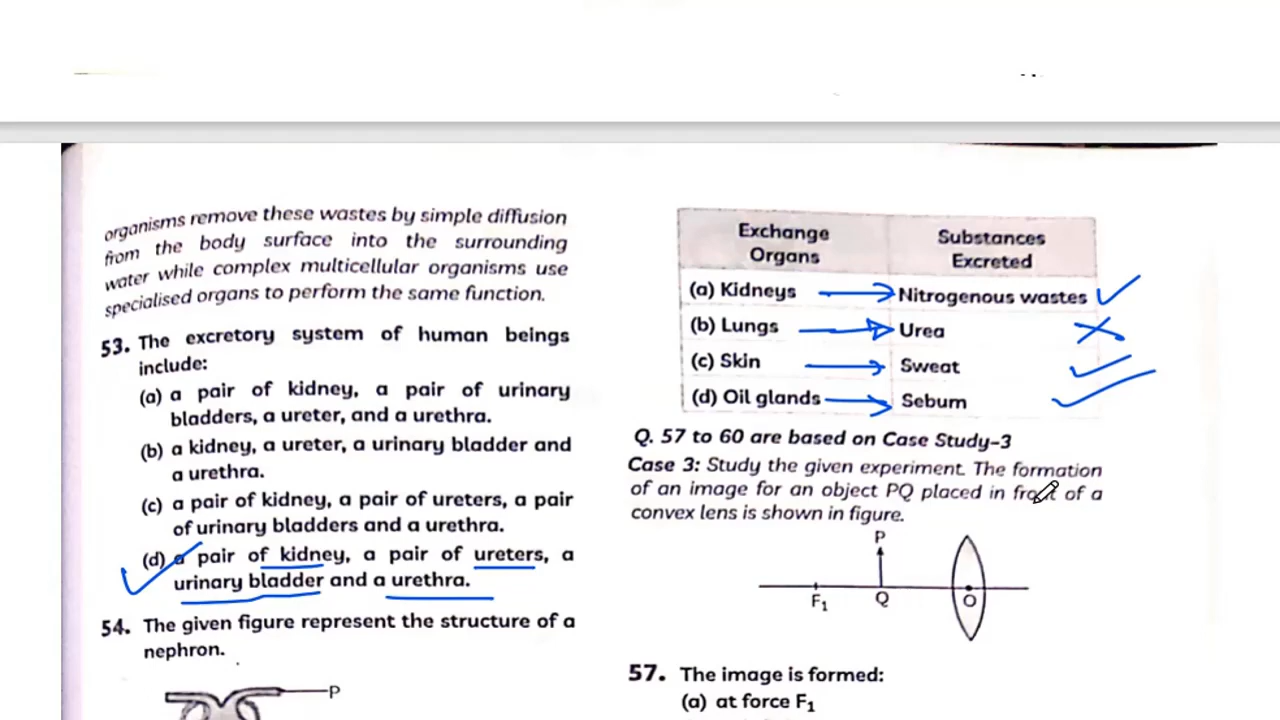 organisms remove these wastes by simple diffusion
from the body surface into the surrounding
water while complex multicellular organisms use
specialised organs to perform the same function.
53. The excretory system of human beings
include:
(a) a pair of kidney, a pair of urinary
bladders, a ureter, and a urethra.
(b) a kidney, a ureter, a urinary bladder and
a urethra.
(c) a pair of kidney, a pair of ureters, a pair
of urinary bladders and a urethra.
(d) a pair of kidney, a pair of ureters, a
urinary bladder and a urethra.
54. The given figure represent the structure of a
nephron.
P
Exchange Organs Substances Excreted
(a) Kidneys Nitrogenous wastes
(b) Lungs Urea
(c) Skin Sweat
(d) Oil glands Sebum
Q. 57 to 60 are based on Case Study-3
Case 3: Study the given experiment. The formation
of an image for an object PQ placed in front of a
convex lens is shown in figure.
P
F1 Q O
57. The image is formed:
(a) at force F1